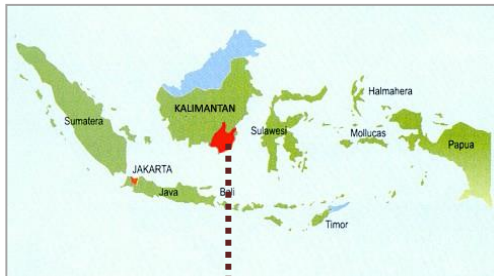 Halmahera
KALIMANTAN
Sumatera
Sulawesi
Mollucas
Papua
JAKARTA
Java
Bali
Timor